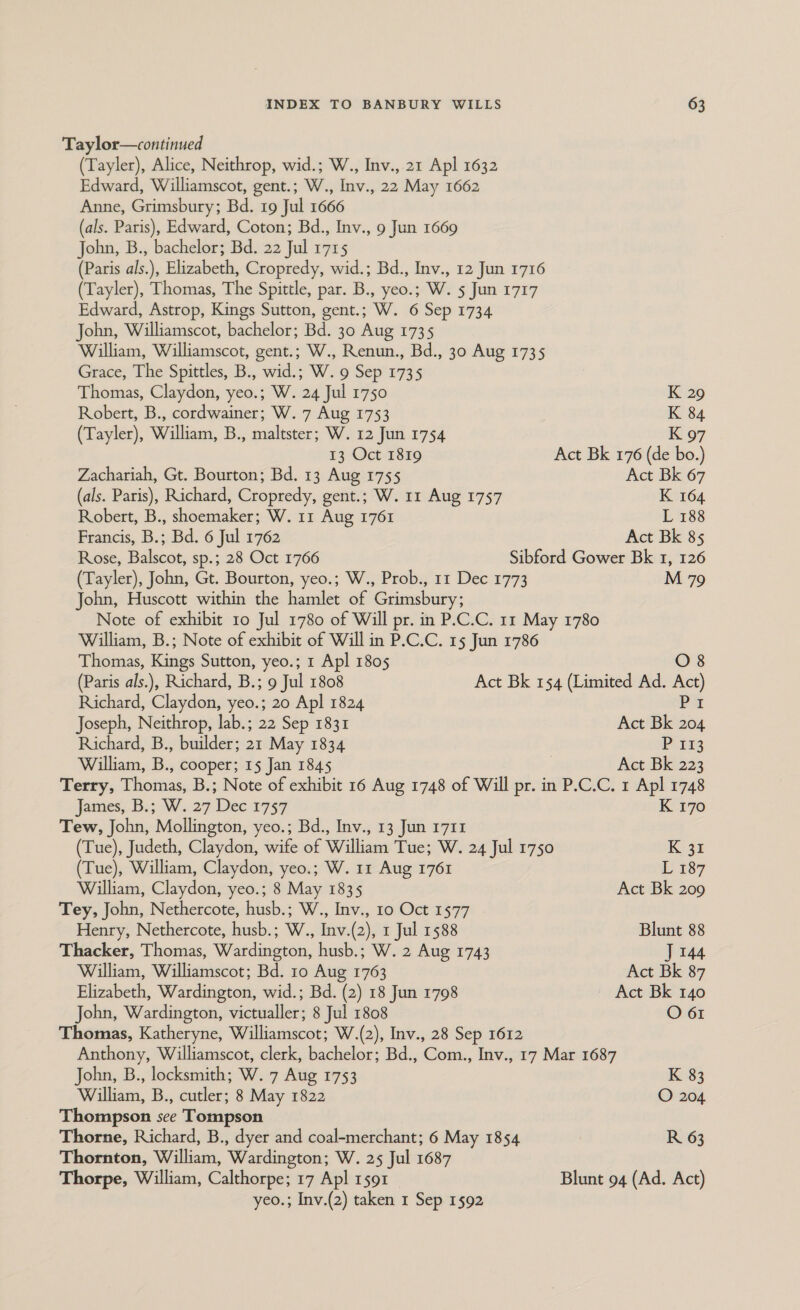 INDEX TO BANBURY WILLS 63
Taylor—continued
(Tayler), Alice, Neithrop, wid.; W., Inv., 21 Apl 1632
Edward, Williamscot, gent.; W., Inv., 22 May 1662
Anne, Grimsbury; Bd. 19 Jul 1666
(als. Paris), Edward, Coton; Bd., Inv., 9 Jun 1669
John, B., bachelor; Bd. 22 Jul 1715
(Paris als.), Elizabeth, Cropredy, wid.; Bd., Inv., 12 Jun 1716
(Tayler), Thomas, The Spittle, par. B., yeo.; W. 5 Jun 1717
Edward, Astrop, Kings Sutton, gent.; W. 6 Sep 1734
John, Williamscot, bachelor; Bd. 30 Aug 1735
William, Williamscot, gent.; W., Renun., Bd., 30 Aug 1735
Grace, The Spittles, B., wid.; W. 9 Sep 1735
Thomas, Claydon, yeo.; W. 24 Jul 1750 K 29
Robert, B., cordwainer; W. 7 Aug 1753 K 84
(Tayler), William, B., maltster; W. 12 Jun 1754 K 97
13 Oct 1819 Act Bk 176 (de bo.)
Zachariah, Gt. Bourton; Bd. 13 Aug 1755 Act Bk 67
(als. Paris), Richard, Cropredy, gent.; W. 11 Aug 1757 K 164
Robert, B., shoemaker; W. 11 Aug 1761 L 188
Francis, B.; Bd. 6 Jul 1762 Act Bk 85
Rose, Balscot, sp.; 28 Oct 1766 Sibford Gower Bk 1, 126
(Tayler), John, Gt. Bourton, yeo.; W., Prob., 11 Dec 1773 M 79
John, Huscott within the hamlet of Grimsbury;
Note of exhibit 10 Jul 1780 of Will pr. in P.C.C. 11 May 1780
William, B.; Note of exhibit of Will in P.C.C. 15 Jun 1786
Thomas, Kings Sutton, yeo.; 1 Apl 1805 O 8
(Paris als.), Richard, B.; 9 Jul 1808 Act Bk 154 (Limited Ad. Act)
Richard, Claydon, yeo.; 20 Apl 1824 P 1
Joseph, Neithrop, lab.; 22 Sep 1831 Act Bk 204
Richard, B., builder; 21 May 1834 P 113
William, B., cooper; 15 Jan 1845 Act Bk 223
Terry, Thomas, B.; Note of exhibit 16 Aug 1748 of Will pr. in P.C.C. 1 Apl 1748
James, B.; W. 27 Dec 1757 K 170
Tew, John, Mollington, yeo.; Bd., Inv., 13 Jun 1711
(Tue), Judeth, Claydon, wife of William Tue; W. 24 Jul 1750 K 31
(Tue), William, Claydon, yeo.; W. 11 Aug 1761 L 187
William, Claydon, yeo.; 8 May 1835 Act Bk 209
Tey, John, Nethercote, husb.; W., Inv., 10 Oct 1577
Henry, Nethercote, husb.; W., Inv.(2), 1 Jul 1588 Blunt 88
Thacker, Thomas, Wardington, husb.; W. 2 Aug 1743 J 144
William, Williamscot; Bd. 10 Aug 1763 Act Bk 87
Elizabeth, Wardington, wid.; Bd. (2) 18 Jun 1798 Act Bk 140
John, Wardington, victualler; 8 Jul 1808 O 61
Thomas, Katheryne, Williamscot; W.(2), Inv., 28 Sep 1612
Anthony, Williamscot, clerk, bachelor; Bd., Com., Inv., 17 Mar 1687
John, B., locksmith; W. 7 Aug 1753 K 83
William, B., cutler; 8 May 1822 O 204
Thompson see Tompson
Thorne, Richard, B., dyer and coal-merchant; 6 May 1854 R 63
Thornton, William, Wardington; W. 25 Jul 1687
Thorpe, William, Calthorpe; 17 Apl 1591 Blunt 94 (Ad. Act)
yeo.; Inv.(2) taken 1 Sep 1592